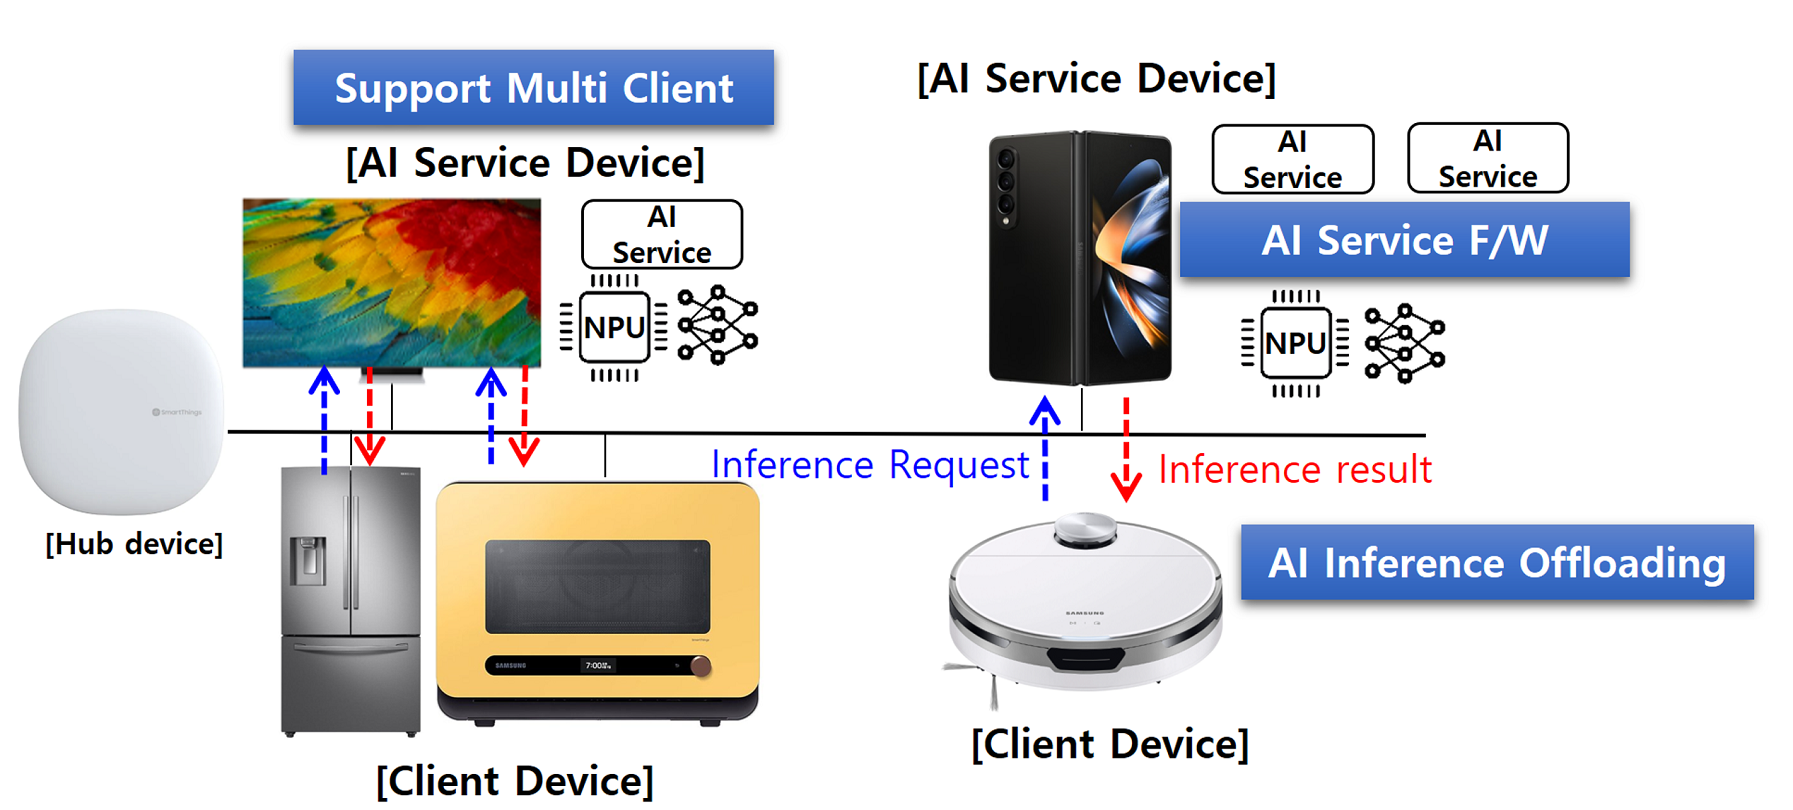 Support Multi Client
[AI Service Device]
AI
Service
NPU
[AI Service Device]
AI
Service
AI
Service
AI Service F/W
NPU
SmartThings
[Hub device]
Inference Request
Inference result
SAMSUNG
7:00
[Client Device]
SAMSUNG
AI Inference Offloading
[Client Device]